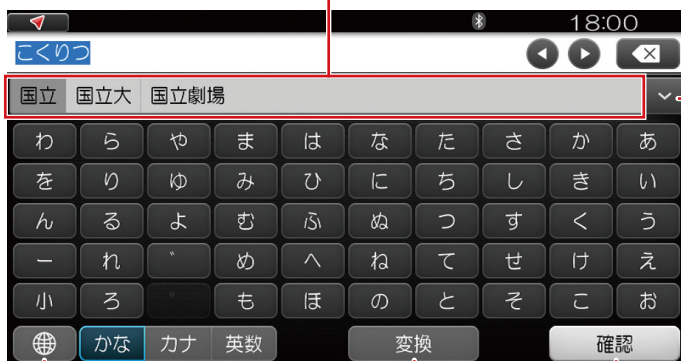 18:00
こくりつ
国立 国立大 国立劇場
わ ら や ま は な た さ か あ
を り ゆ み ひ に ち し き い
ん る よ む ふ ぬ つ す く う
ー れ ゛ め へ ね て せ け え
小 ろ ゜ も ほ の と そ こ お
かな カナ 英数 変換 確認